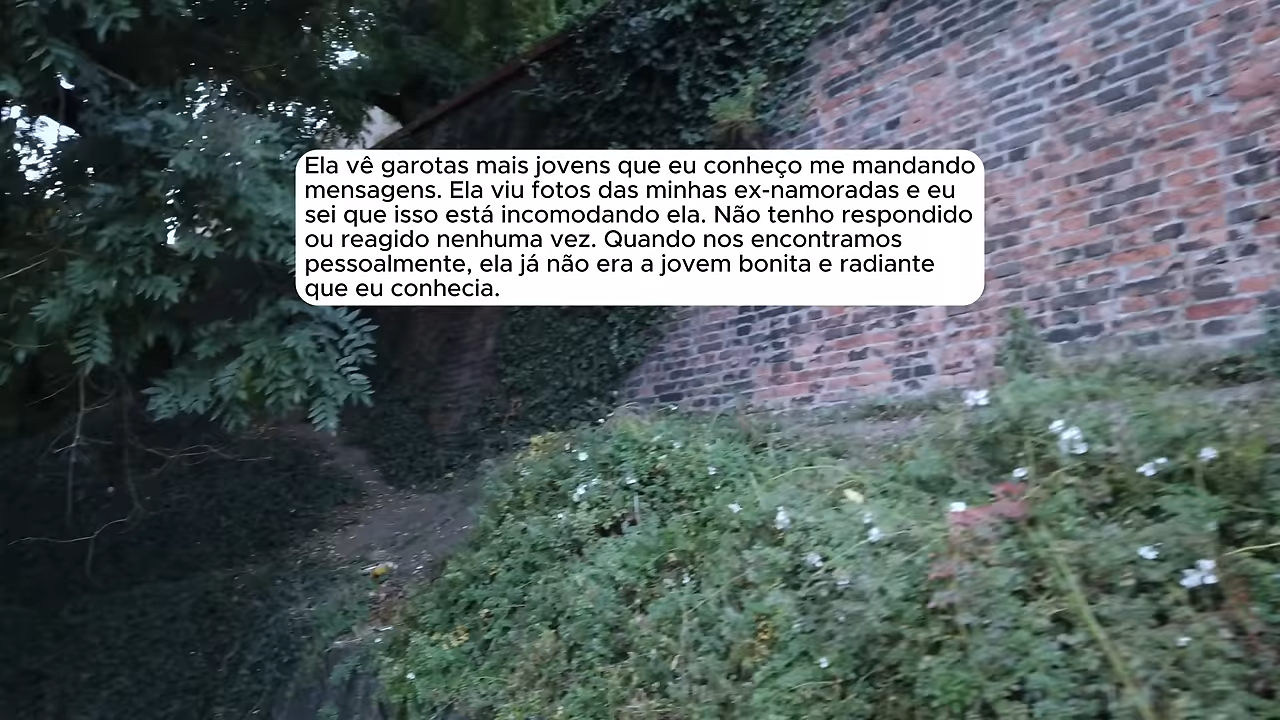 Ela vê garotas mais jovens que eu conheço me mandando
mensagens. Ela viu fotos das minhas ex-namoradas e eu
sei que isso está incomodando ela. Não tenho respondido
ou reagido nenhuma vez. Quando nos encontramos
pessoalmente, ela já não era a jovem bonita e radiante
que eu conhecia.